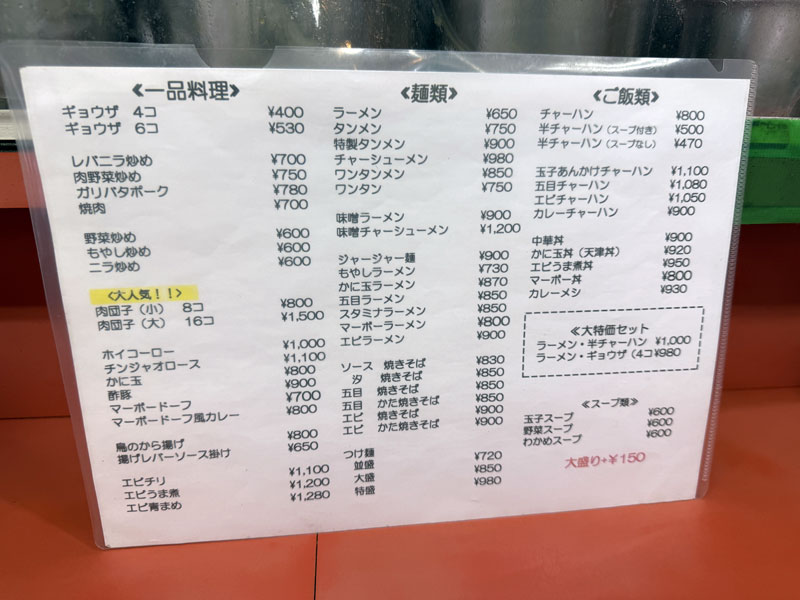 ≪一品料理≫
ギョウザ 4コ ¥400
ギョウザ 6コ ¥530
レバニラ炒め ¥700
肉野菜炒め ¥750
ガリバタポーク ¥780
焼肉 ¥700
野菜炒め ¥600
もやし炒め ¥600
ニラ炒め ¥600
<大人気!!>
肉団子(小) 8コ ¥800
肉団子(大) 16コ ¥1,500
ホイコーロー ¥1,000
チンジャオロース ¥1,100
かに玉 ¥800
酢豚 ¥900
マーボードーフ ¥700
マーボードーフ風カレー ¥800
鳥のから揚げ ¥800
揚げレバーソース掛け ¥650
エビチリ ¥1,100
エビうま煮 ¥1,200
エビ青まめ ¥1,280
≪麺類≫
ラーメン ¥650
タンメン ¥750
特製タンメン ¥900
チャーシューメン ¥980
ワンタンメン ¥850
ワンタン ¥750
味噌ラーメン ¥900
味噌チャーシューメン ¥1,200
ジャージャー麺 ¥900
もやしラーメン ¥730
かに玉ラーメン ¥870
五目ラーメン ¥850
スタミナラーメン ¥850
マーボーラーメン ¥800
エビラーメン ¥900
ソース 焼きそば ¥830
汐 焼きそば ¥850
五目 焼きそば ¥850
五目 かた焼きそば ¥850
エビ 焼きそば ¥900
エビ かた焼きそば ¥900
つけ麺
並盛 ¥720
大盛 ¥850
特盛 ¥980
≪ご飯類≫
チャーハン ¥800
半チャーハン(スープ付き) ¥500
半チャーハン(スープなし) ¥470
玉子あんかけチャーハン ¥1,100
五目チャーハン ¥1,080
エビチャーハン ¥1,050
カレーチャーハン ¥900
中華丼 ¥900
かに玉丼(天津丼) ¥920
エビうま煮丼 ¥950
マーボー丼 ¥800
カレーメシ ¥930
≪大特価セット
ラーメン・半チャーハン ¥1,000
ラーメン・ギョウザ(4コ ¥980
≪スープ類≫
玉子スープ ¥600
野菜スープ ¥600
わかめスープ ¥600
大盛り+¥150